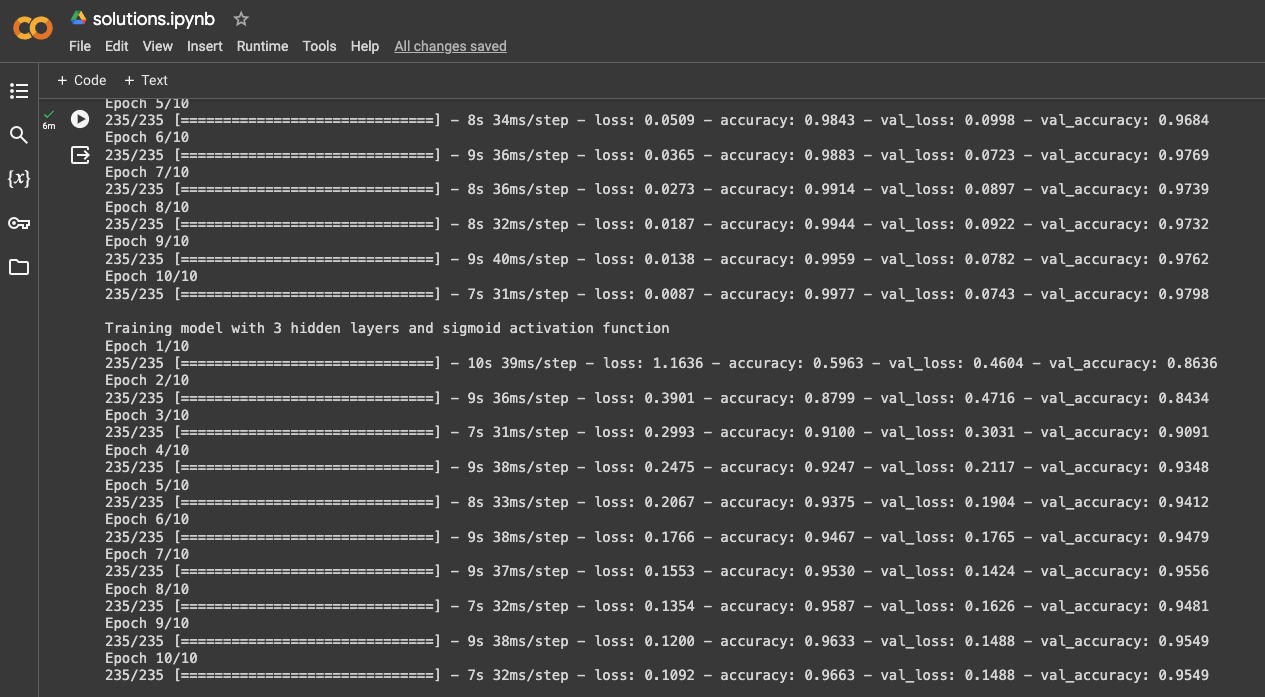 solutions.ipynb
File Edit View Insert Runtime Tools Help All changes saved
+ Code + Text
Epoch 5/10
235/235 [==============================] - 8s 34ms/step - loss: 0.0509 - accuracy: 0.9843 - val_loss: 0.0998 - val_accuracy: 0.9684
6m
Epoch 6/10
235/235 [==============================] - 9s 36ms/step - loss: 0.0365 - accuracy: 0.9883 - val_loss: 0.0723 - val_accuracy: 0.9769
Epoch 7/10
{x}
235/235 [==============================] - 8s 36ms/step - loss: 0.0273 - accuracy: 0.9914 - val_loss: 0.0897 - val_accuracy: 0.9739
Epoch 8/10
235/235 [==============================] - 8s 32ms/step - loss: 0.0187 - accuracy: 0.9944 - val_loss: 0.0922 - val_accuracy: 0.9732
Epoch 9/10
235/235 [==============================] - 9s 40ms/step - loss: 0.0138 - accuracy: 0.9959 - val_loss: 0.0782 - val_accuracy: 0.9762
Epoch 10/10
235/235 [==============================] - 7s 31ms/step - loss: 0.0087 - accuracy: 0.9977 - val_loss: 0.0743 - val_accuracy: 0.9798
Training model with 3 hidden layers and sigmoid activation function
Epoch 1/10
235/235 [==============================] - 10s 39ms/step - loss: 1.1636 - accuracy: 0.5963 - val_loss: 0.4604 - val_accuracy: 0.8636
Epoch 2/10
235/235 [==============================] - 9s 36ms/step - loss: 0.3901 - accuracy: 0.8799 - val_loss: 0.4716 - val_accuracy: 0.8434
Epoch 3/10
235/235 [==============================] - 7s 31ms/step - loss: 0.2993 - accuracy: 0.9100 - val_loss: 0.3031 - val_accuracy: 0.9091
Epoch 4/10
235/235 [==============================] - 9s 38ms/step - loss: 0.2475 - accuracy: 0.9247 - val_loss: 0.2117 - val_accuracy: 0.9348
Epoch 5/10
235/235 [==============================] - 8s 33ms/step - loss: 0.2067 - accuracy: 0.9375 - val_loss: 0.1904 - val_accuracy: 0.9412
Epoch 6/10
235/235 [==============================] - 9s 38ms/step - loss: 0.1766 - accuracy: 0.9467 - val_loss: 0.1765 - val_accuracy: 0.9479
Epoch 7/10
235/235 [==============================] - 9s 37ms/step - loss: 0.1553 - accuracy: 0.9530 - val_loss: 0.1424 - val_accuracy: 0.9556
Epoch 8/10
235/235 [==============================] - 7s 32ms/step - loss: 0.1354 - accuracy: 0.9587 - val_loss: 0.1626 - val_accuracy: 0.9481
Epoch 9/10
235/235 [==============================] - 9s 38ms/step - loss: 0.1200 - accuracy: 0.9633 - val_loss: 0.1488 - val_accuracy: 0.9549
Epoch 10/10
235/235 [==============================] - 7s 32ms/step - loss: 0.1092 - accuracy: 0.9663 - val_loss: 0.1488 - val_accuracy: 0.9549